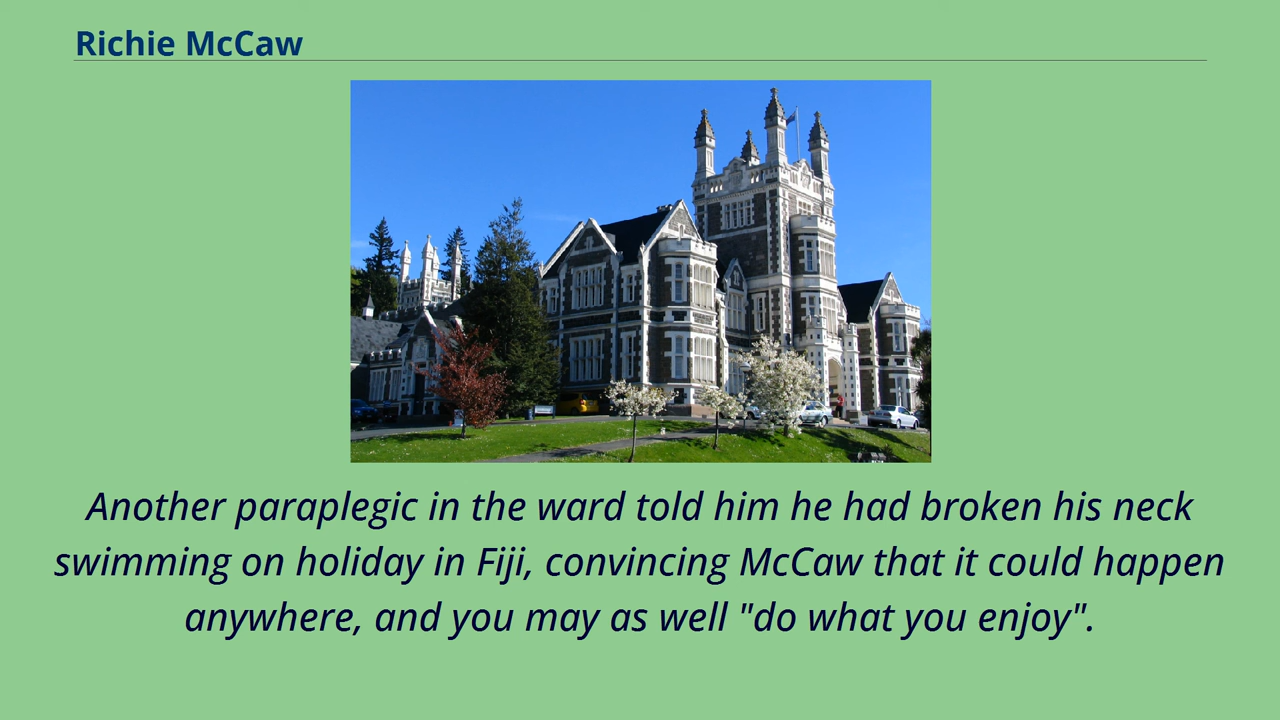 Richie McCaw
Another paraplegic in the ward told him he had broken his neck
swimming on holiday in Fiji, convincing McCaw that it could happen
anywhere, and you may as well "do what you enjoy".